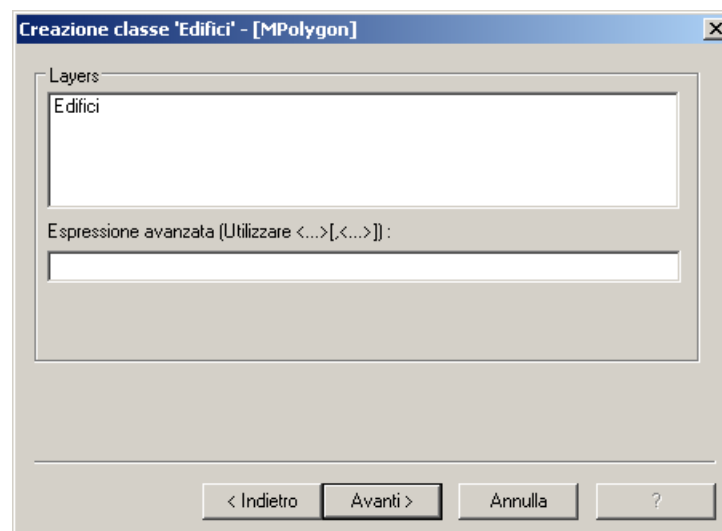 Creazione classe 'Edifici' - [MPolygon]
Layers
Edifici
Espressione avanzata (Utilizzare <...>[,<...>]) :
< Indietro
Avanti >
Annulla
?